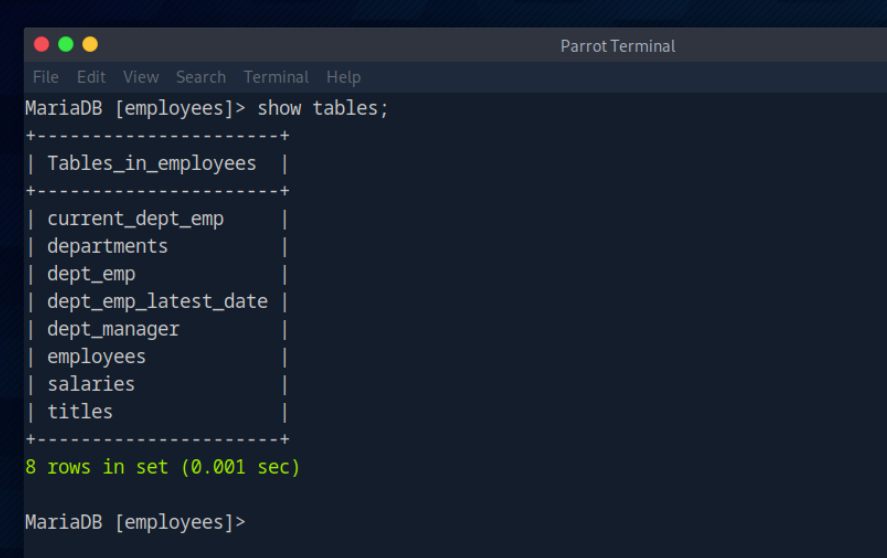 Parrot Terminal
File Edit View Search Terminal Help
MariaDB [employees]> show tables;
+----------------------+
| Tables_in_employees  |
+----------------------+
| current_dept_emp     |
| departments          |
| dept_emp             |
| dept_emp_latest_date |
| dept_manager         |
| employees            |
| salaries             |
| titles               |
+----------------------+
8 rows in set (0.001 sec)
MariaDB [employees]>